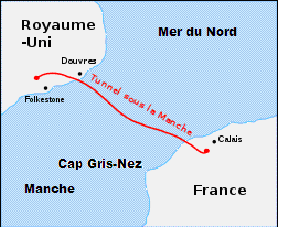 Royaume
-Uni
Mer du Nord
Douvres
Folkestone
Tunnel sous la Manche
Calais
Cap Gris-Nez
Manche
France